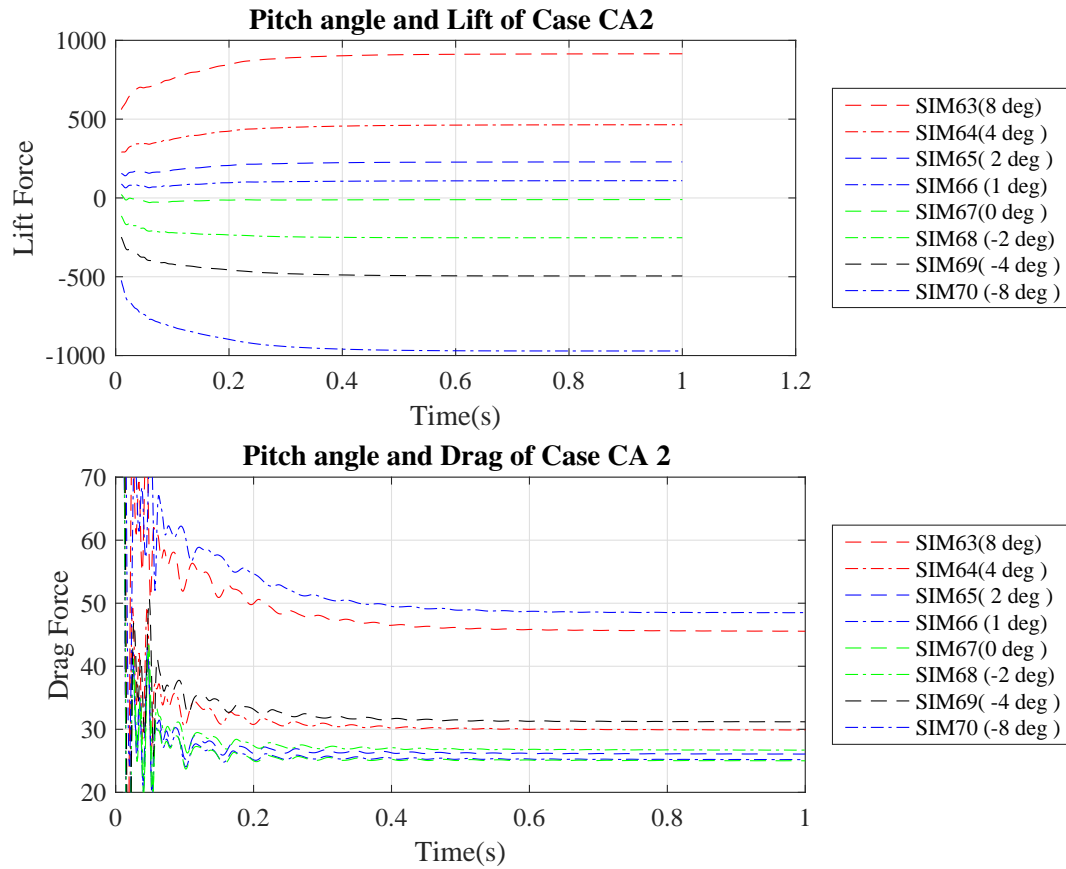 Pitch angle and Lift of Case CA2
1000
500
0
-500
-1000
Lift Force
0
0.2
0.4
0.6
0.8
1
1.2
Time(s)
SIM63(8 deg)
SIM64(4 deg )
SIM65( 2 deg )
SIM66 (1 deg)
SIM67(0 deg )
SIM68 (-2 deg)
SIM69( -4 deg )
SIM70 (-8 deg )
Pitch angle and Drag of Case CA 2
70
60
50
40
30
20
Drag Force
0
0.2
0.4
0.6
0.8
1
Time(s)
SIM63(8 deg)
SIM64(4 deg )
SIM65( 2 deg )
SIM66 (1 deg)
SIM67(0 deg )
SIM68 (-2 deg)
SIM69( -4 deg )
SIM70 (-8 deg )